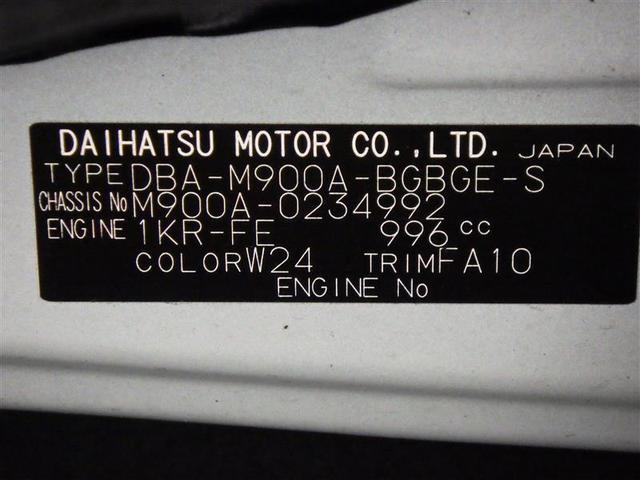 DAIHATSU MOTOR CO.,LTD. JAPAN
TYPE DBA-M900A-BGBGE-S
CHASSIS No M900A-0234992
ENGINE 1KR-FE 996 cc
COLOR W24 TRIM FA10
ENGINE No